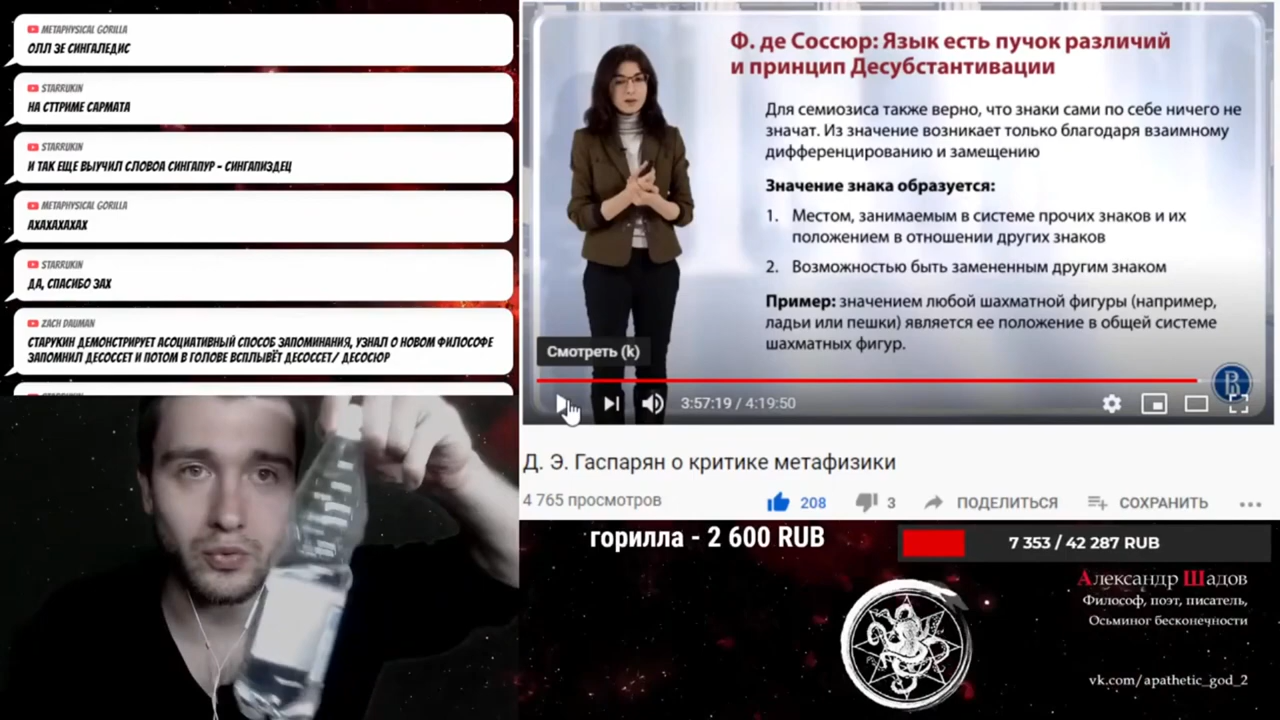 METAPHYSICAL GORILLA
ОЛЛ ЗЕ СИНГАЛЕДИС
STARRUKIN
НА СТТРИМЕ САРМАТА
STARRUKIN
И ТАК ЕЩЕ ВЫУЧИЛ СЛОВОА СИНГАПУР - СИНГАПИЗДЕЦ
METAPHYSICAL GORILLA
АХАХАХАХАХ
STARRUKIN
ДА, СПАСИБО ЗАХ
ZACH DAUMAN
СТАРУКИН ДЕМОНСТРИРУЕТ АСОЦИАТИВНЫЙ СПОСОБ ЗАПОМИНАНИЯ, УЗНАЛ О НОВОМ ФИЛОСОФЕ
ЗАПОМНИЛ ДЕСОССЕТ И ПОТОМ В ГОЛОВЕ ВСПЛЫВЁТ ДЕСОССЕТ/ ДЕСОСЮР
Ф. де Соссюр: Язык есть пучок различий
и принцип Десубстантивации
Для семиозиса также верно, что знаки сами по себе ничего не
значат. Из значение возникает только благодаря взаимному
дифференцированию и замещению
Значение знака образуется:
1. Местом, занимаемым в системе прочих знаков и их
положением в отношении других знаков
2. Возможностью быть замененным другим знаком
Пример: значением любой шахматной фигуры (например,
ладьи или пешки) является ее положение в общей системе
шахматных фигур.
Смотреть (k)
3:57:19 / 4:19:50
Д. Э. Гаспарян о критике метафизики
4 765 просмотров
208
3
ПОДЕЛИТЬСЯ
СОХРАНИТЬ
горилла - 2 600 RUB
7 353 / 42 287 RUB
Александр Шадов
Философ, поэт, писатель,
Осьминог бесконечности
vk.com/apathetic_god_2